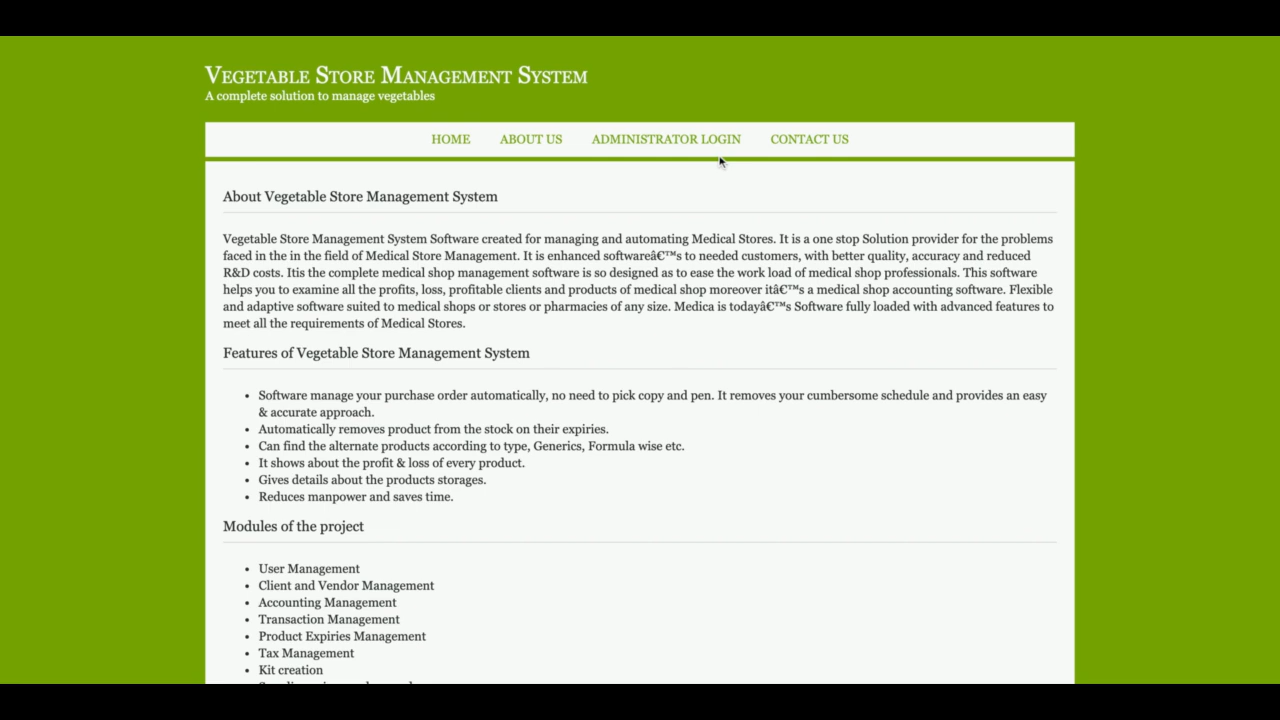 Vegetable Store Management System
A complete solution to manage vegetables
HOME ABOUT US ADMINISTRATOR LOGIN CONTACT US
About Vegetable Store Management System
Vegetable Store Management System Software created for managing and automating Medical Stores. It is a one stop Solution provider for the problems
faced in the in the field of Medical Store Management. It is enhanced softwareâ€™s to needed customers, with better quality, accuracy and reduced
R&D costs. Itis the complete medical shop management software is so designed as to ease the work load of medical shop professionals. This software
helps you to examine all the profits, loss, profitable clients and products of medical shop moreover itâ€™s a medical shop accounting software. Flexible
and adaptive software suited to medical shops or stores or pharmacies of any size. Medica is todayâ€™s Software fully loaded with advanced features to
meet all the requirements of Medical Stores.
Features of Vegetable Store Management System
• Software manage your purchase order automatically, no need to pick copy and pen. It removes your cumbersome schedule and provides an easy
& accurate approach.
• Automatically removes product from the stock on their expiries.
• Can find the alternate products according to type, Generics, Formula wise etc.
• It shows about the profit & loss of every product.
• Gives details about the products storages.
• Reduces manpower and saves time.
Modules of the project
• User Management
• Client and Vendor Management
• Accounting Management
• Transaction Management
• Product Expiries Management
• Tax Management
• Kit creation